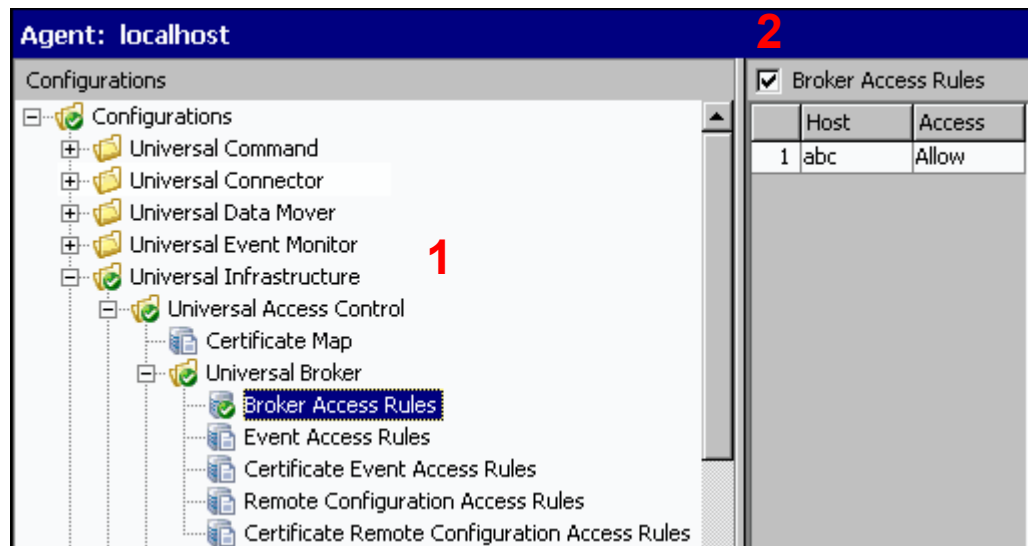 Agent: localhost
2
Configurations
Broker Access Rules
Configurations
Universal Command
Universal Connector
Universal Data Mover
Universal Event Monitor
1
Universal Infrastructure
Universal Access Control
Certificate Map
Universal Broker
Broker Access Rules
Event Access Rules
Certificate Event Access Rules
Remote Configuration Access Rules
Certificate Remote Configuration Access Rules
Host Access
1 abc Allow